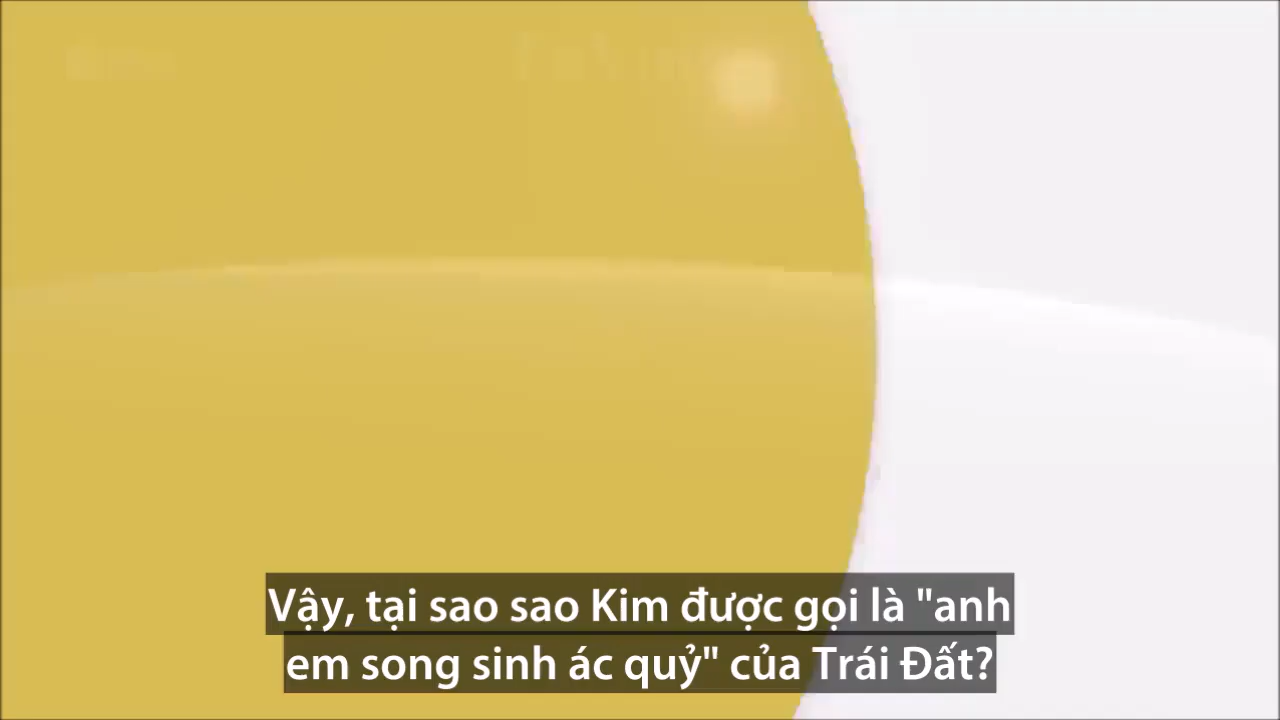 Vậy, tại sao sao Kim được gọi là "anh
em song sinh ác quỷ" của Trái Đất?